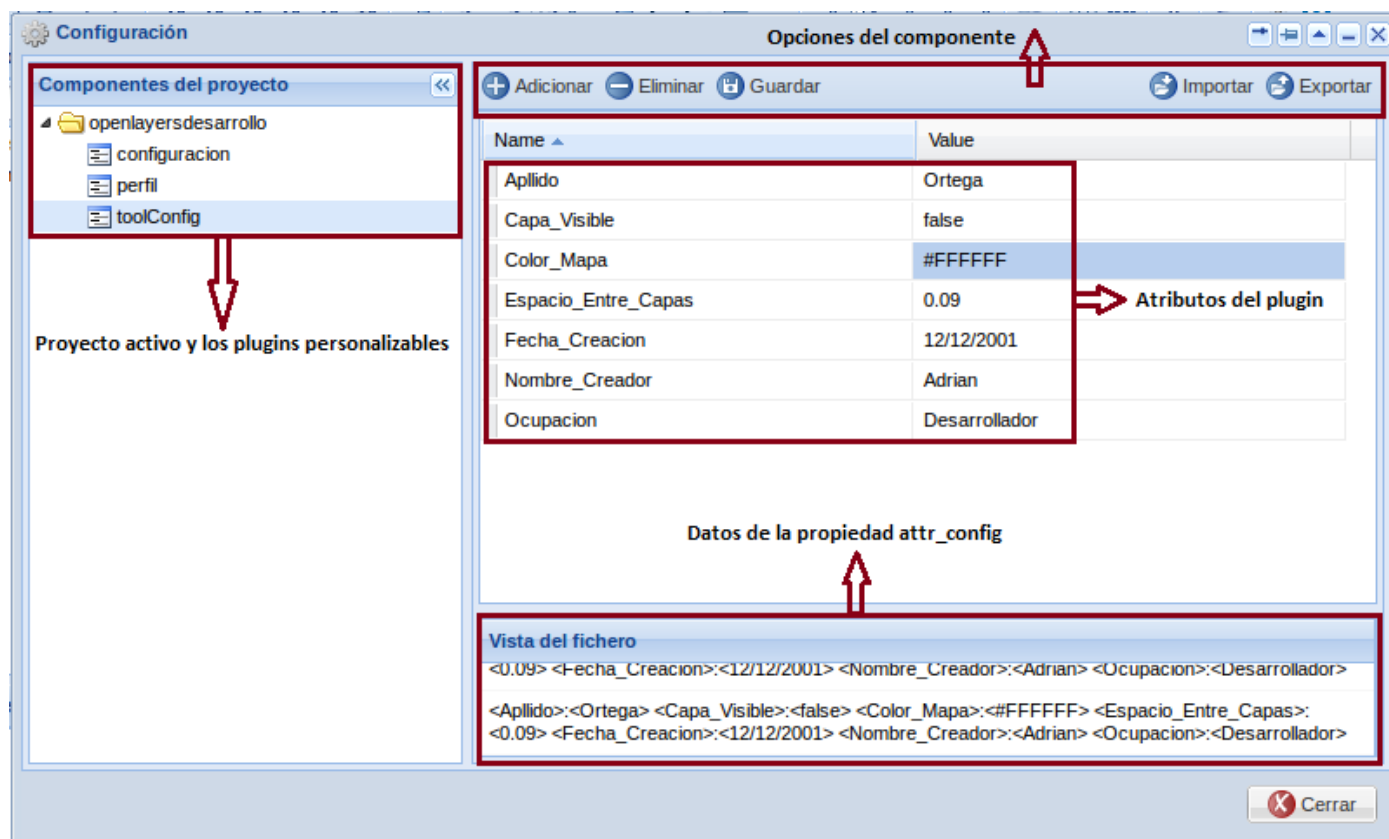 Configuración
Opciones del componente
Componentes del proyecto
openlayersdesarrollo
configuracion
perfil
toolConfig
Proyecto activo y los plugins personalizables
Adicionar Eliminar Guardar Importar Exportar
Name Value
Apllido Ortega
Capa_Visible false
Color_Mapa #FFFFFF
Espacio_Entre_Capas 0.09
Atributos del plugin
Fecha_Creacion 12/12/2001
Nombre_Creador Adrian
Ocupacion Desarrollador
Datos de la propiedad attr_config
Vista del fichero
<0.09> <Fecha_Creacion>:<12/12/2001> <Nombre_Creador>:<Adrian> <Ocupacion>:<Desarrollador>
<Apllido>:<Ortega> <Capa_Visible>:<false> <Color_Mapa>:<#FFFFFF> <Espacio_Entre_Capas>:
<0.09> <Fecha_Creacion>:<12/12/2001> <Nombre_Creador>:<Adrian> <Ocupacion>:<Desarrollador>
Cerrar